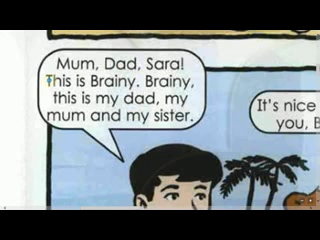 Mum, Dad, Sara!
This is Brainy. Brainy,
this is my dad, my
mum and my sister.
It's nice
you, B